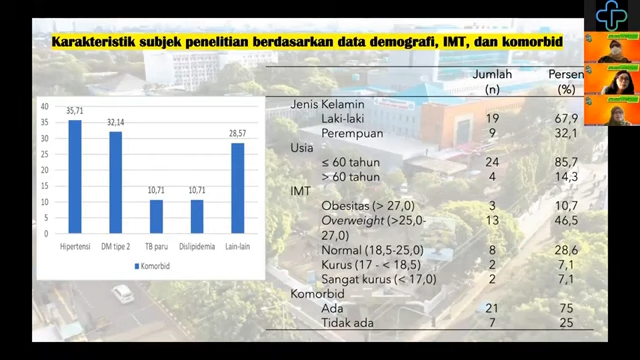 Karakteristik subjek penelitian berdasarkan data demografi, IMT, dan komorbid
40
35
30
25
20
15
10
5
0
35,71
32,14
10,71
10,71
28,57
Hipertensi DM tipe 2 TB paru Dislipidemia Lain-lain
Komorbid
Jumlah Persen
(n) (%)
Jenis Kelamin
Laki-laki 19 67,9
Perempuan 9 32,1
Usia
≤ 60 tahun 24 85,7
> 60 tahun 4 14,3
IMT
Obesitas (> 27,0) 3 10,7
Overweight (>25,0- 13 46,5
27,0)
Normal (18,5-25,0) 8 28,6
Kurus (17 - < 18,5) 2 7,1
Sangat kurus (< 17,0) 2 7,1
Komorbid
Ada 21 75
Tidak ada 7 25